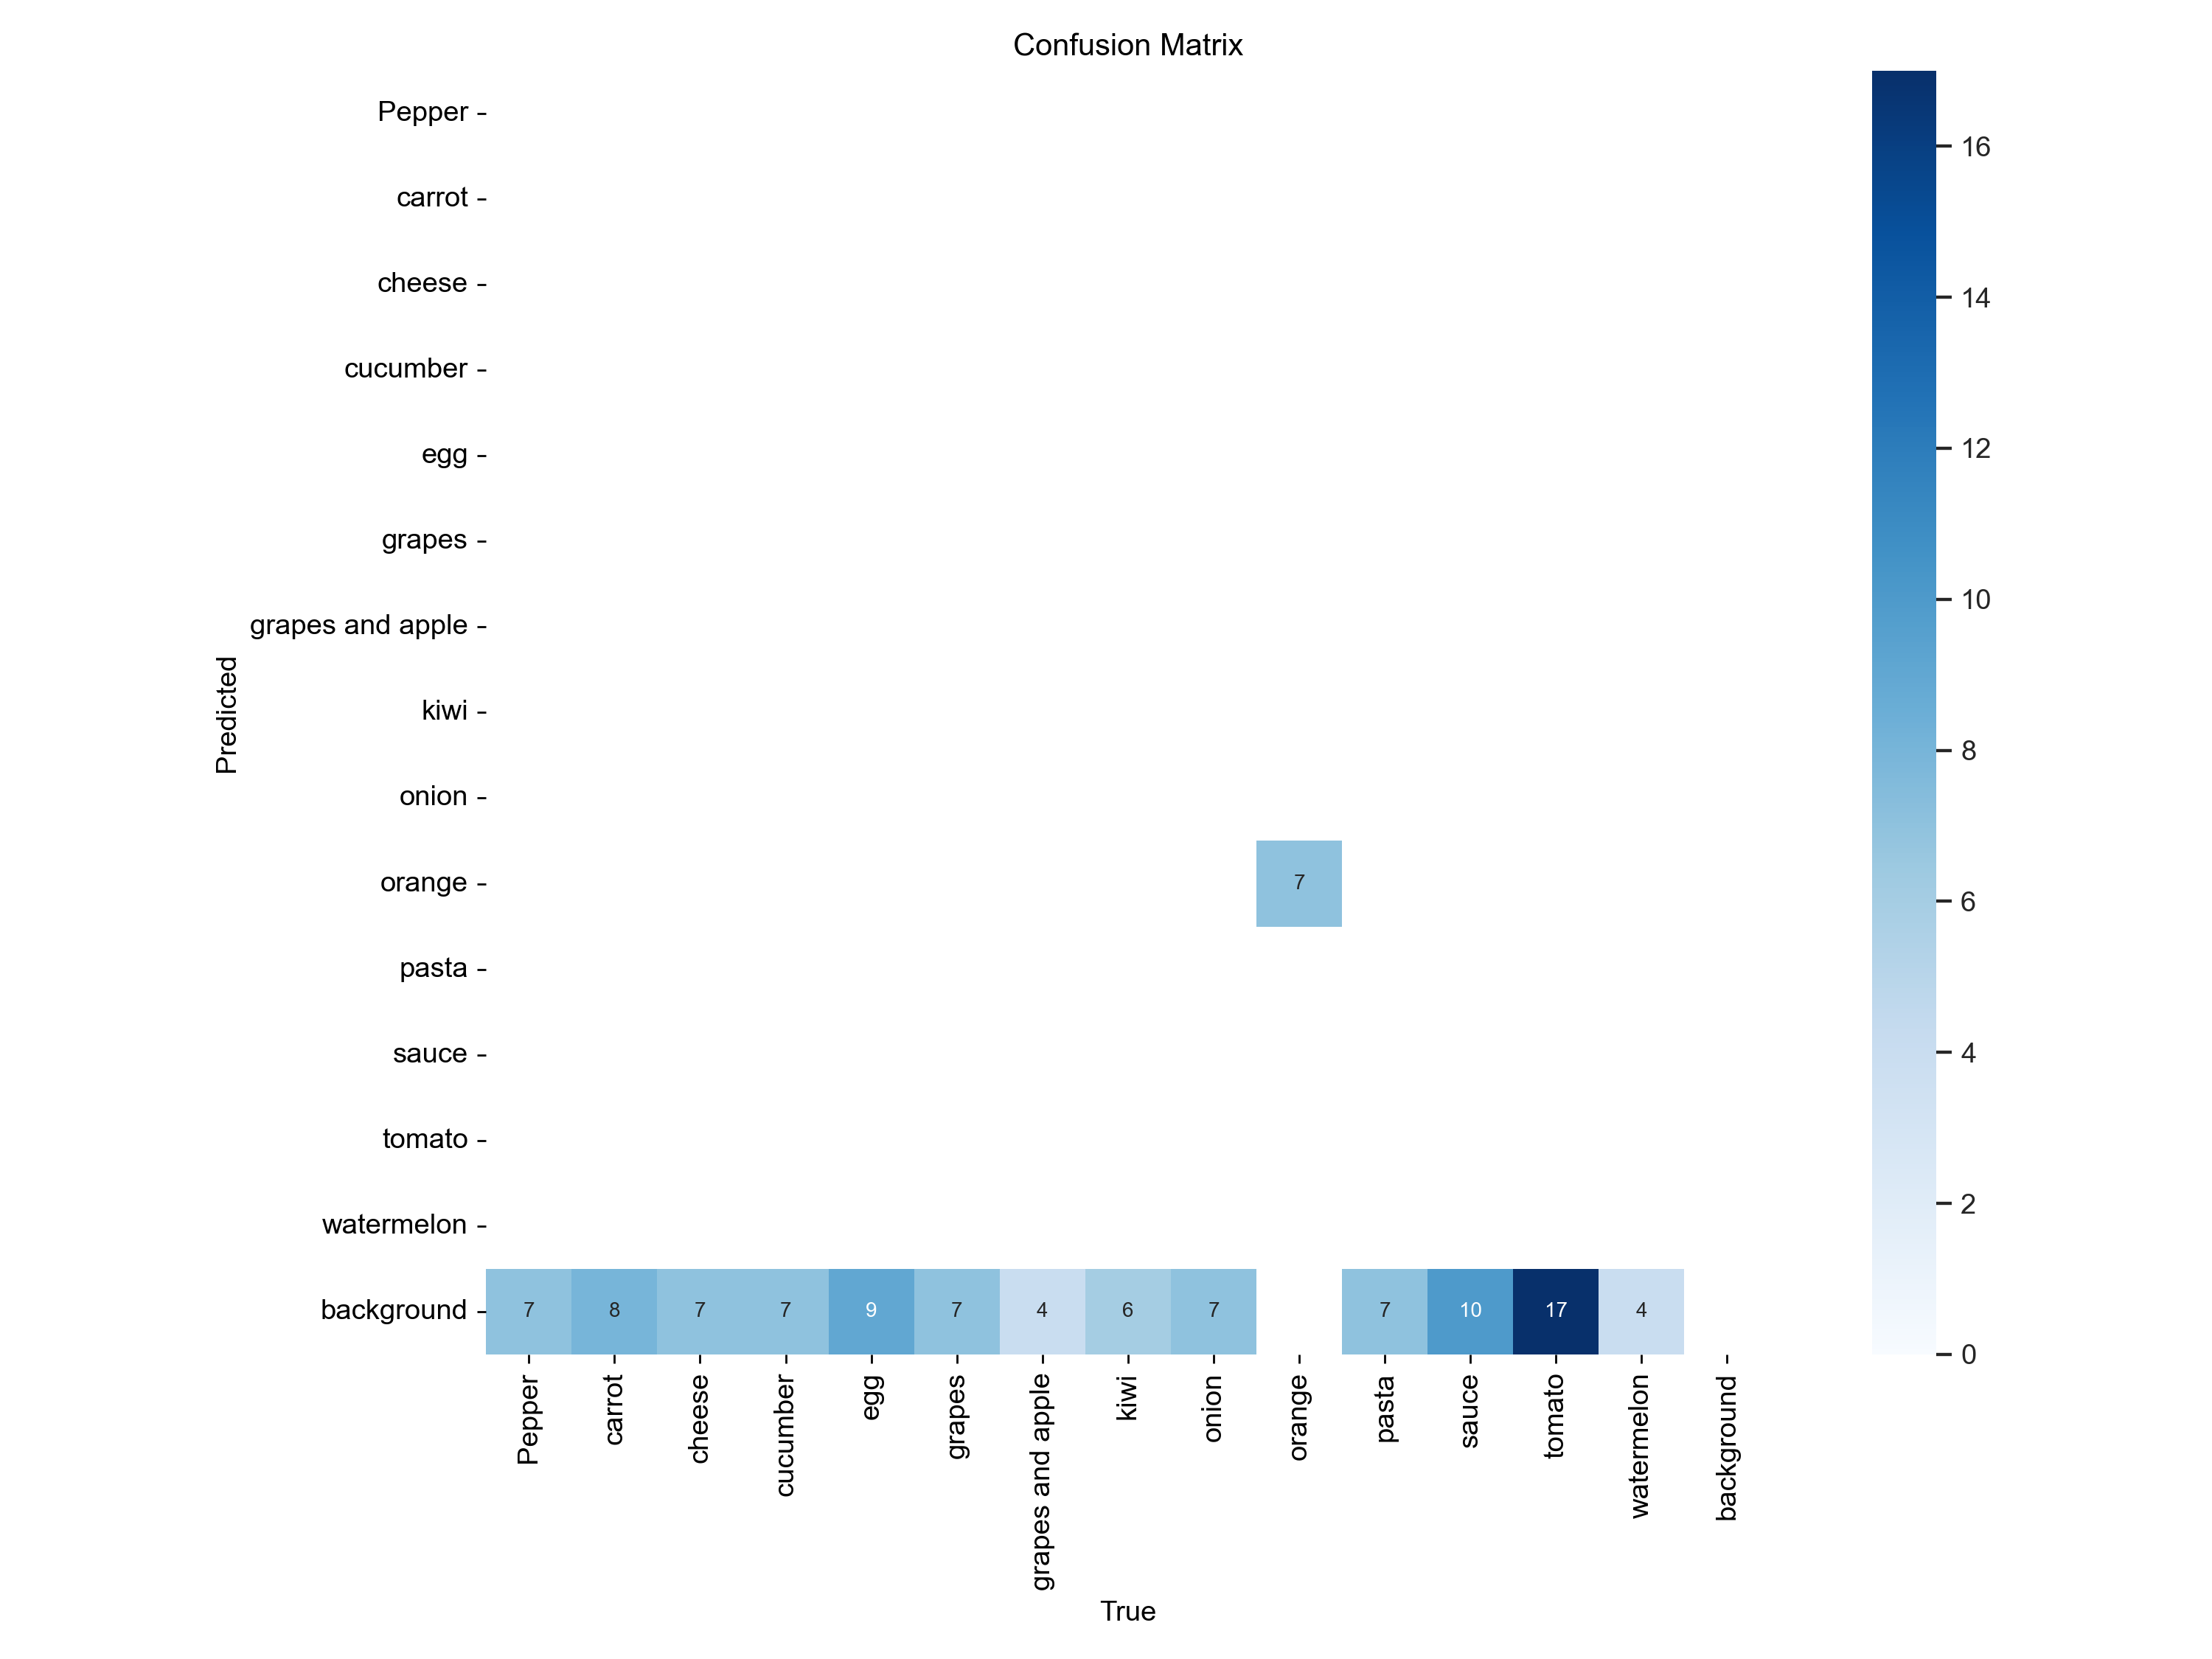 Confusion Matrix
Pepper
carrot
cheese
cucumber
egg
grapes
grapes and apple
kiwi
onion
orange
pasta
sauce
tomato
watermelon
background
Predicted
7
7 8 7 7 9 7 4 6 7 7 10 17 4
Pepper
carrot
cheese
cucumber
egg
grapes
grapes and apple
kiwi
onion
orange
pasta
sauce
tomato
watermelon
background
True
16
14
12
10
8
6
4
2
0